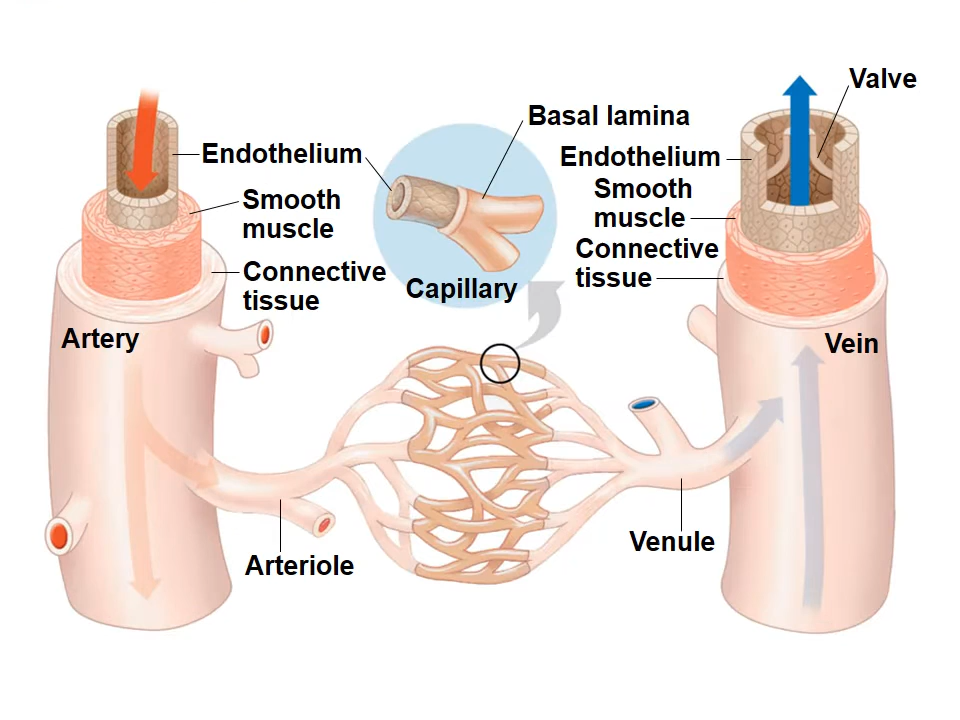 Valve
Basal lamina
Endothelium
Endothelium
Smooth
muscle
Smooth
muscle
Connective
tissue
Connective
tissue
Capillary
Artery
Vein
Venule
Arteriole